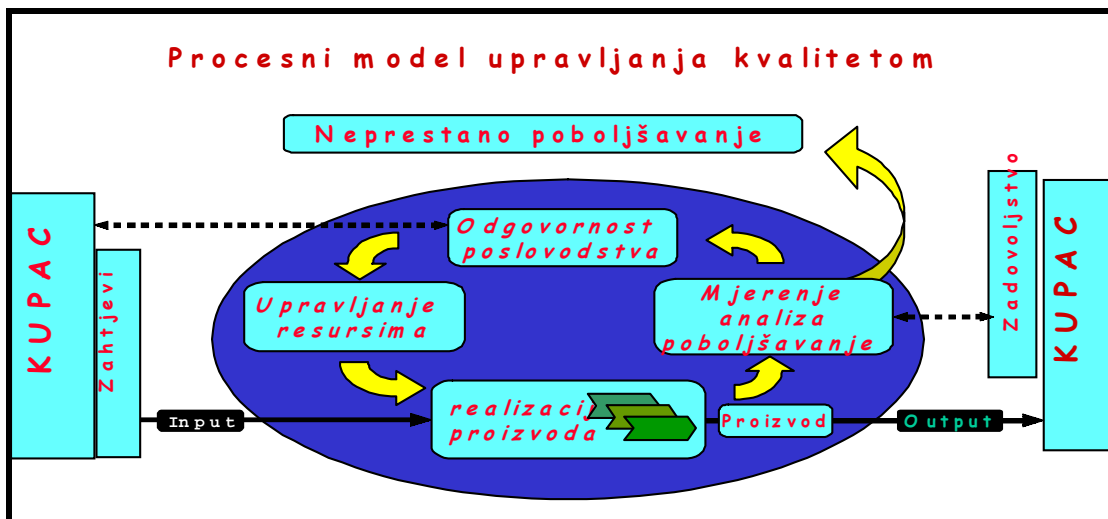 Procesni model upravljanja kvalitetom
Neprestano poboljšavanje
KUPAC
Zahtjevi
Odgovornost
poslovodstva
Upravljanje
resursima
Mjerenje
analiza
poboljšavanje
Zadovoljstvo
KUPAC
Input
realizacij
proizvoda
Proizvod
Output